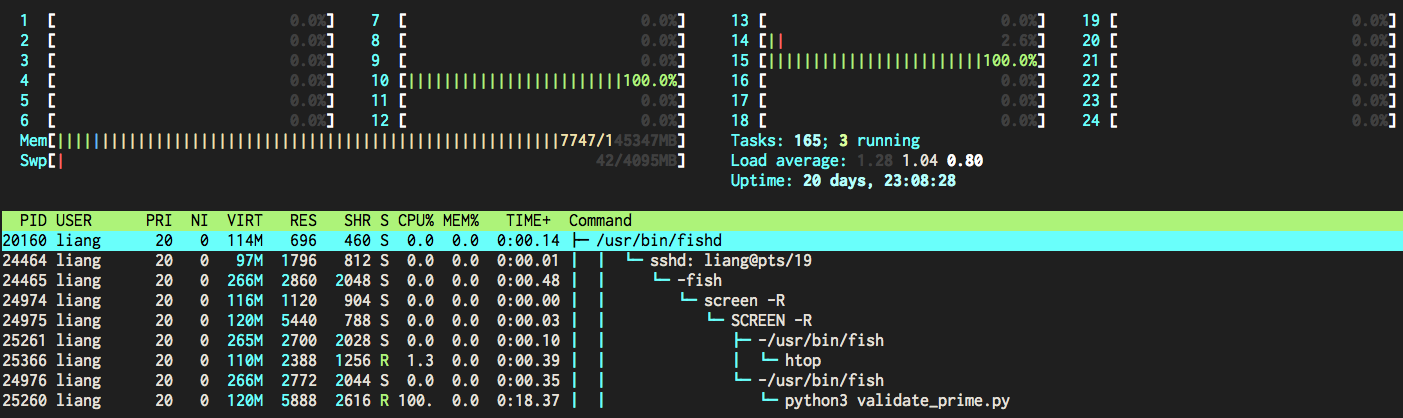 1 [ 0.0%] 7 [ 0.0%] 13 [ 0.0%] 19 [ 0.0%]
2 [ 0.0%] 8 [ 0.0%] 14 [|| 2.6%] 20 [ 0.0%]
3 [ 0.0%] 9 [ 0.0%] 15 [||||||||||||||||||||||||100.0%] 21 [ 0.0%]
4 [ 0.0%] 10 [||||||||||||||||||||||||100.0%] 16 [ 0.0%] 22 [ 0.0%]
5 [ 0.0%] 11 [ 0.0%] 17 [ 0.0%] 23 [ 0.0%]
6 [ 0.0%] 12 [ 0.0%] 18 [ 0.0%] 24 [ 0.0%]
Mem[||||||||||||||||||||||||||||||||||||||||||||||||||||||||7747/145347MB] Tasks: 165; 3 running
Swp[| 42/4095MB] Load average: 1.28 1.04 0.80
Uptime: 20 days, 23:08:28
PID USER PRI NI VIRT RES SHR S CPU% MEM% TIME+ Command
20160 liang 20 0 114M 696 460 S 0.0 0.0 0:00.14 ├─ /usr/bin/fishd
24464 liang 20 0 97M 1796 812 S 0.0 0.0 0:00.01 │ │ └─ sshd: liang@pts/19
24465 liang 20 0 266M 2860 2048 S 0.0 0.0 0:00.48 │ │ └─ -fish
24974 liang 20 0 116M 1120 904 S 0.0 0.0 0:00.00 │ │ └─ screen -R
24975 liang 20 0 120M 5440 788 S 0.0 0.0 0:00.03 │ │ └─ SCREEN -R
25261 liang 20 0 265M 2700 2028 S 0.0 0.0 0:00.10 │ │ ├─ -/usr/bin/fish
25366 liang 20 0 110M 2388 1256 R 1.3 0.0 0:00.39 │ │ │ └─ htop
24976 liang 20 0 266M 2772 2044 S 0.0 0.0 0:00.35 │ │ └─ -/usr/bin/fish
25260 liang 20 0 120M 5888 2616 R 100. 0.0 0:18.37 │ │ └─ python3 validate_prime.py